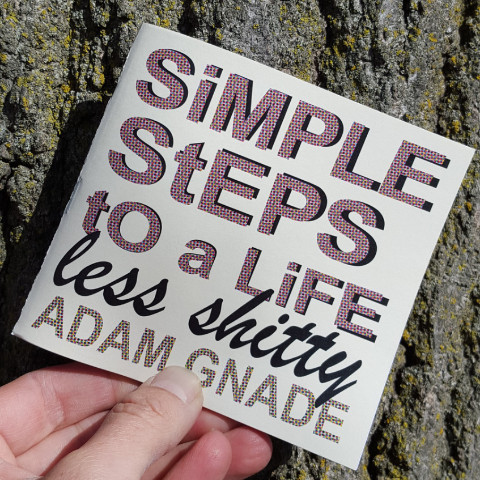 SiMPLE
StEPS
to a LiFE
less shitty
ADAM GNADE